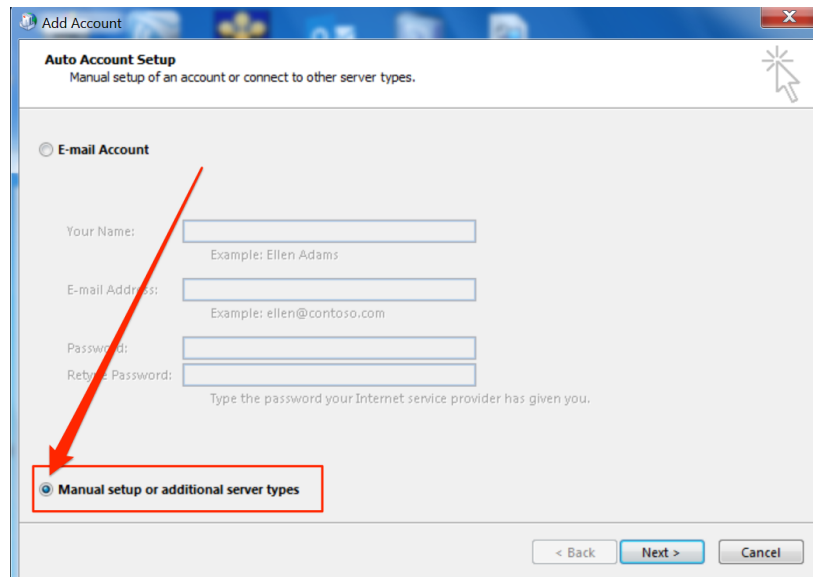 Add Account
X
Auto Account Setup
Manual setup of an account or connect to other server types.
E-mail Account
Your Name:
Example: Ellen Adams
E-mail Address:
Example: ellen@contoso.com
Password:
Retype Password:
Type the password your Internet service provider has given you.
Manual setup or additional server types
< Back
Next >
Cancel